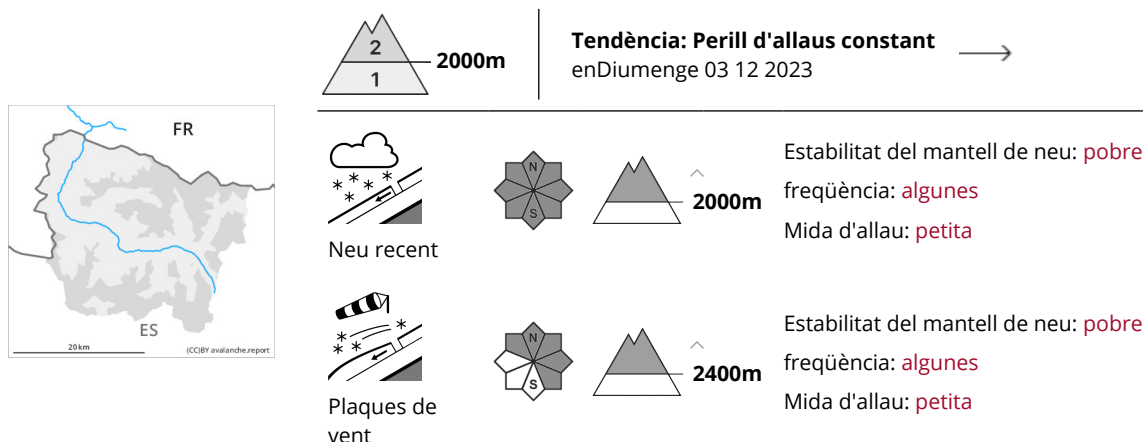 FR
ES
20 km
(CC)BY avalanche.report
2
1
2000m
Tendència: Perill d'allaus constant
enDiumenge 03 12 2023
N
S
2000m
Estabilitat del mantell de neu: pobre
freqüència: algunes
Mida d'allau: petita
Neu recent
N
S
2400m
Estabilitat del mantell de neu: pobre
freqüència: algunes
Mida d'allau: petita
Plaques de
vent